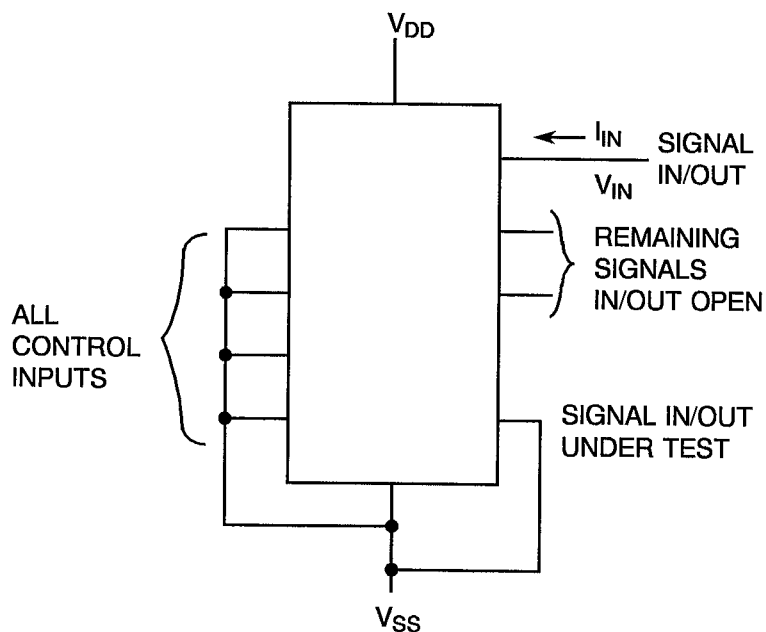 VDD
IIN
VIN
SIGNAL
IN/OUT
REMAINING
SIGNALS
IN/OUT OPEN
ALL
CONTROL
INPUTS
SIGNAL IN/OUT
UNDER TEST
VSS